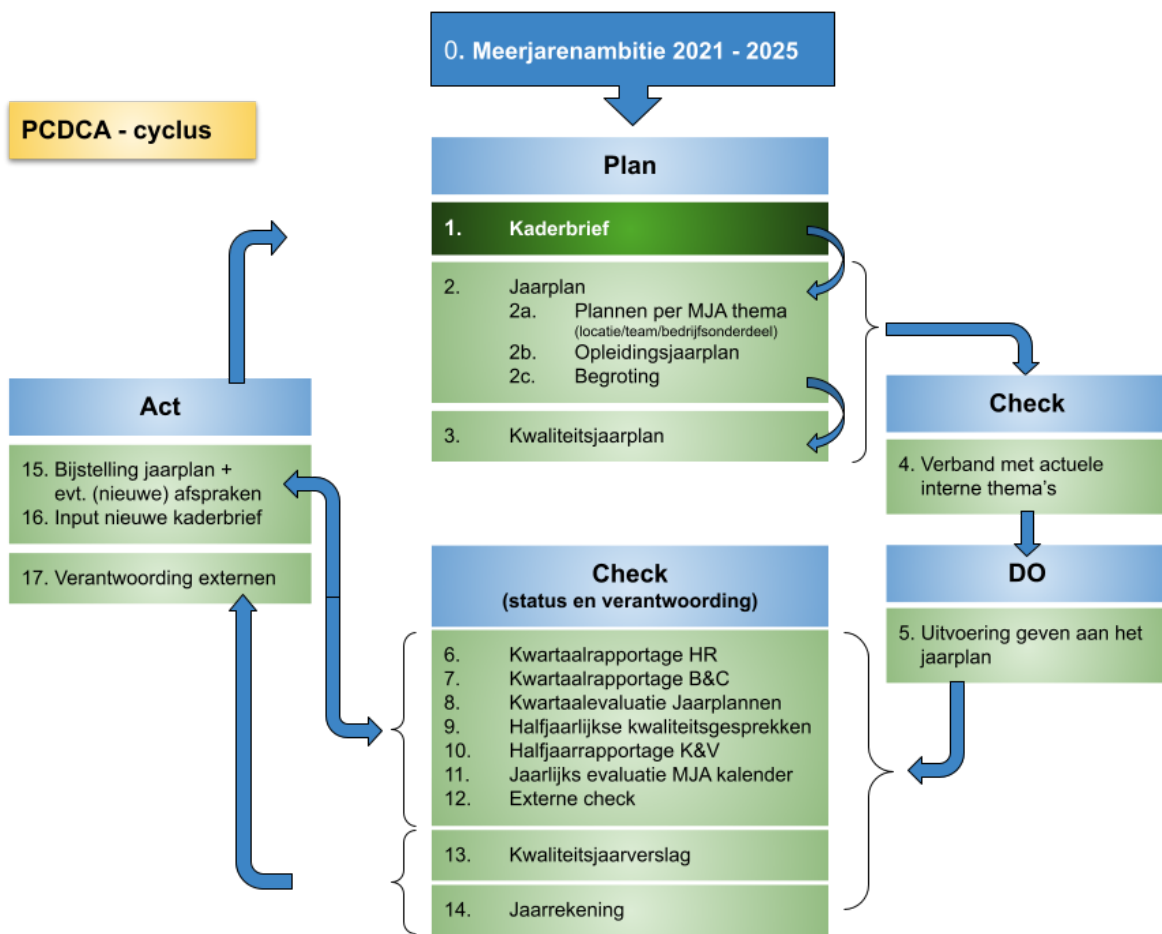 0. Meerjarenambitie 2021 - 2025
PCDCA - cyclus
Plan
1. Kaderbrief
2. Jaarplan
2a. Plannen per MJA thema
(locatie/team/bedrijfsonderdeel)
2b. Opleidingsjaarplan
2c. Begroting
3. Kwaliteitsjaarplan
Check
4. Verband met actuele
interne thema's
DO
5. Uitvoering geven aan het
jaarplan
Check
(status en verantwoording)
6. Kwartaalrapportage HR
7. Kwartaalrapportage B&C
8. Kwartaalevaluatie Jaarplannen
9. Halfjaarlijkse kwaliteitsgesprekken
10. Halfjaarrapportage K&V
11. Jaarlijks evaluatie MJA kalender
12. Externe check
13. Kwaliteitsjaarverslag
14. Jaarrekening
Act
15. Bijstelling jaarplan +
evt. (nieuwe) afspraken
16. Input nieuwe kaderbrief
17. Verantwoording externen